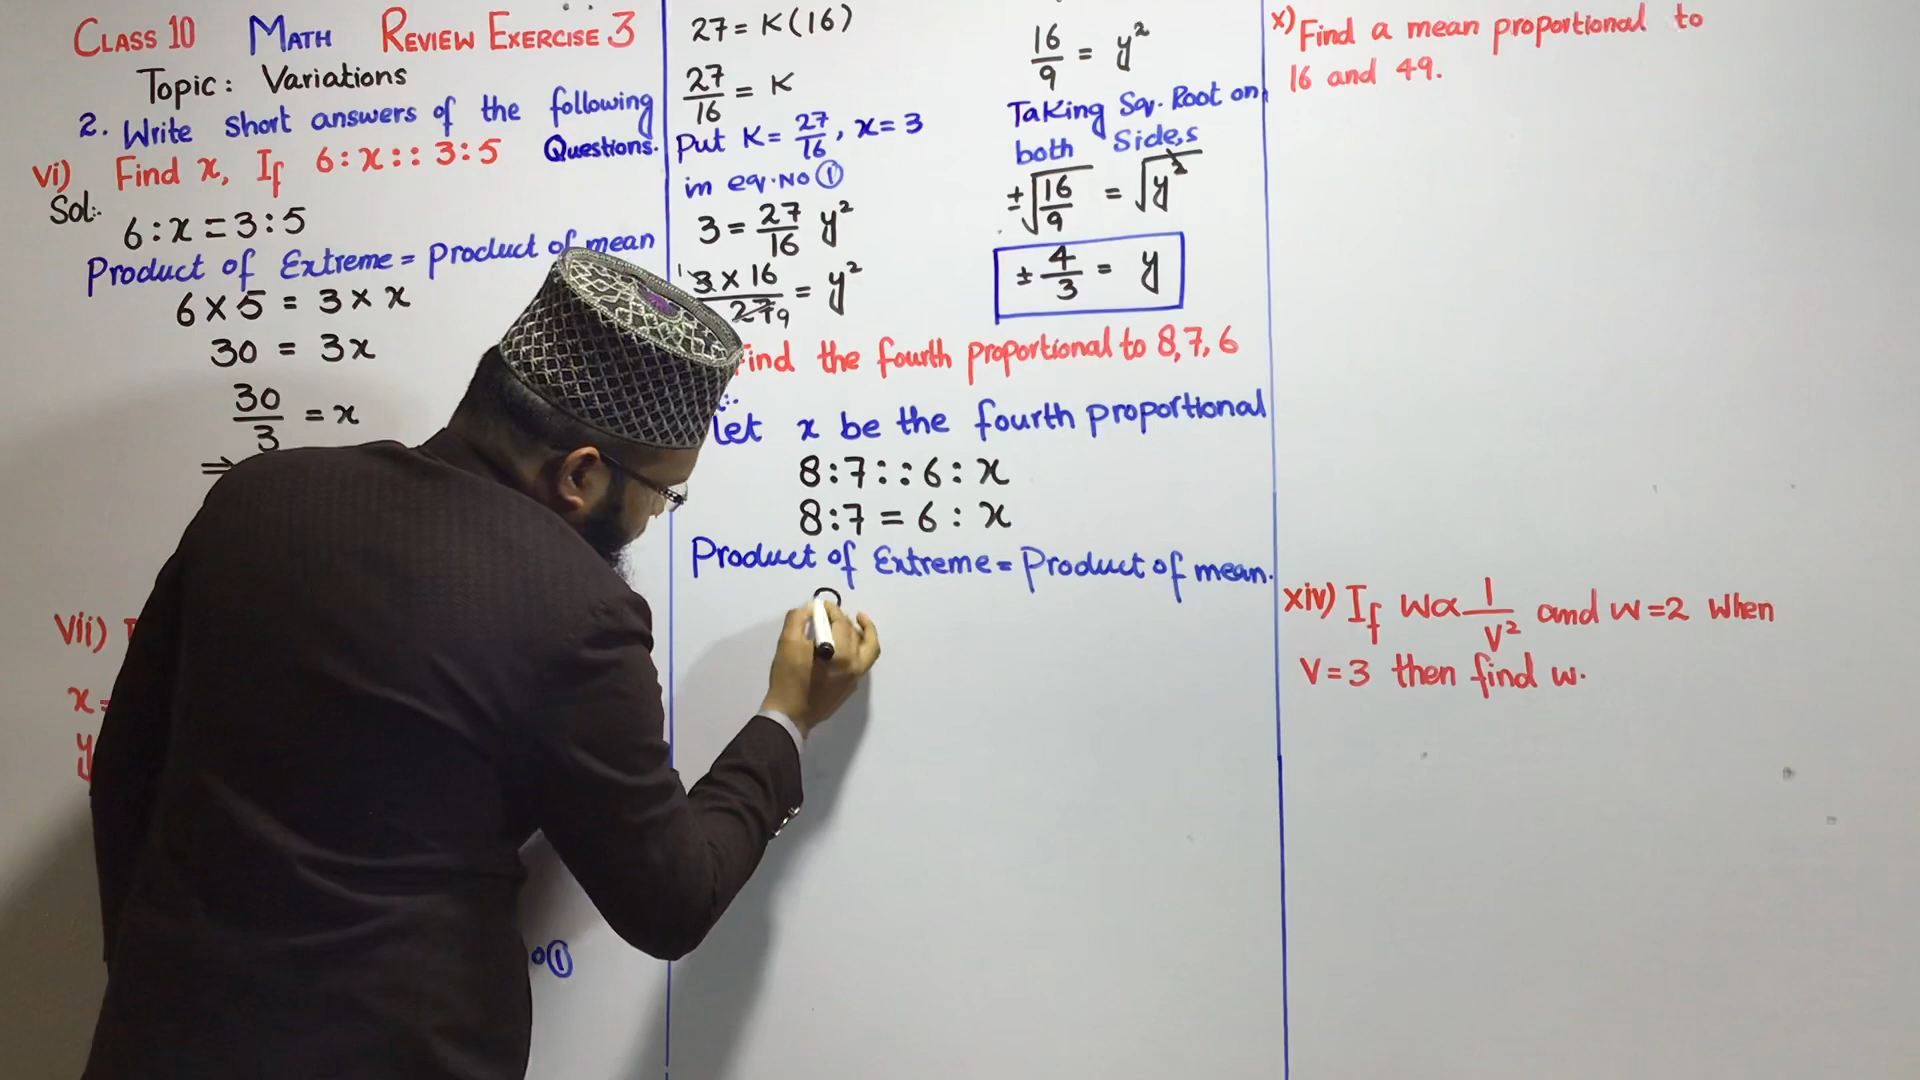 CLASS 10 MATH REVIEW EXERCISE 3
Topic: Variations
2. Write short answers of the following Questions.
vi) Find x, If 6:x::3:5
Sol:-
6:x=3:5
Product of Extreme = Product of mean
6×5 = 3×x
30 = 3x
30/3 = x
⇒
Vii)
x=
y
o①
27 = K(16)
27/16 = K
Put K = 27/16, x = 3
in eq.No ①
3 = 27/16 y²
3×16/27 = y²
1 9
16/9 = y²
Taking Sq. Root on
both Sides
±√16/9 = √y²
±4/3 = y
Find the fourth proportional to 8,7,6
Let x be the fourth proportional
8:7::6:x
8:7=6:x
Product of Extreme = Product of mean.
x) Find a mean proportional to
16 and 49.
xiv) If W∝1/V² and w=2 when
V=3 then find w.